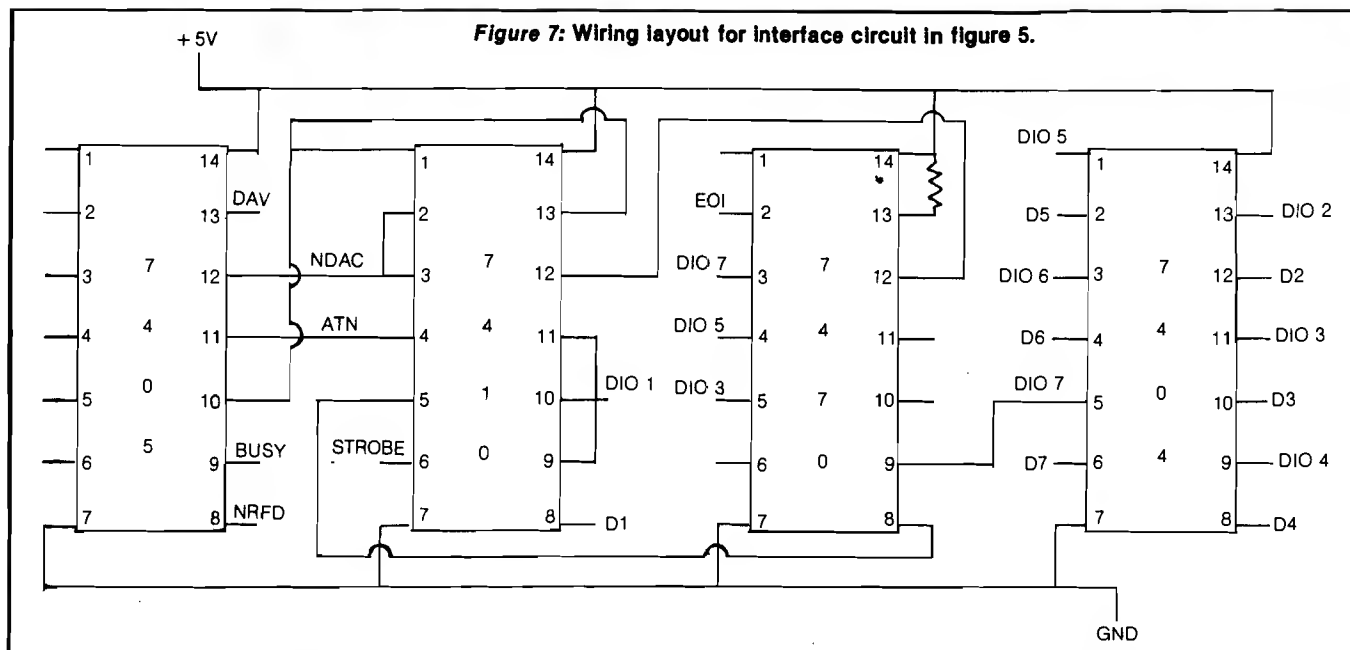 Figure 7: Wiring layout for interface circuit in figure 5.
+ 5V
1 14
2 DAV 13
3 7 12 NDAC
4 4 11 ATN
5 0 10
6 5 9 BUSY
7 8 NRFD
1 14
2 13
3 7 12
4 4 11
5 1 10 DIO 1
STROBE 6 0 9
7 8 D1
1 14
EOI 2 13
DIO 7 3 7 12
DIO 5 4 4 11
DIO 3 5 7 10
6 0 9
7 8
DIO 5 1 14
D5 2 13 DIO 2
DIO 6 3 7 12 D2
D6 4 4 11 DIO 3
DIO 7 5 0 10 D3
D7 6 4 9 DIO 4
7 8 D4
GND